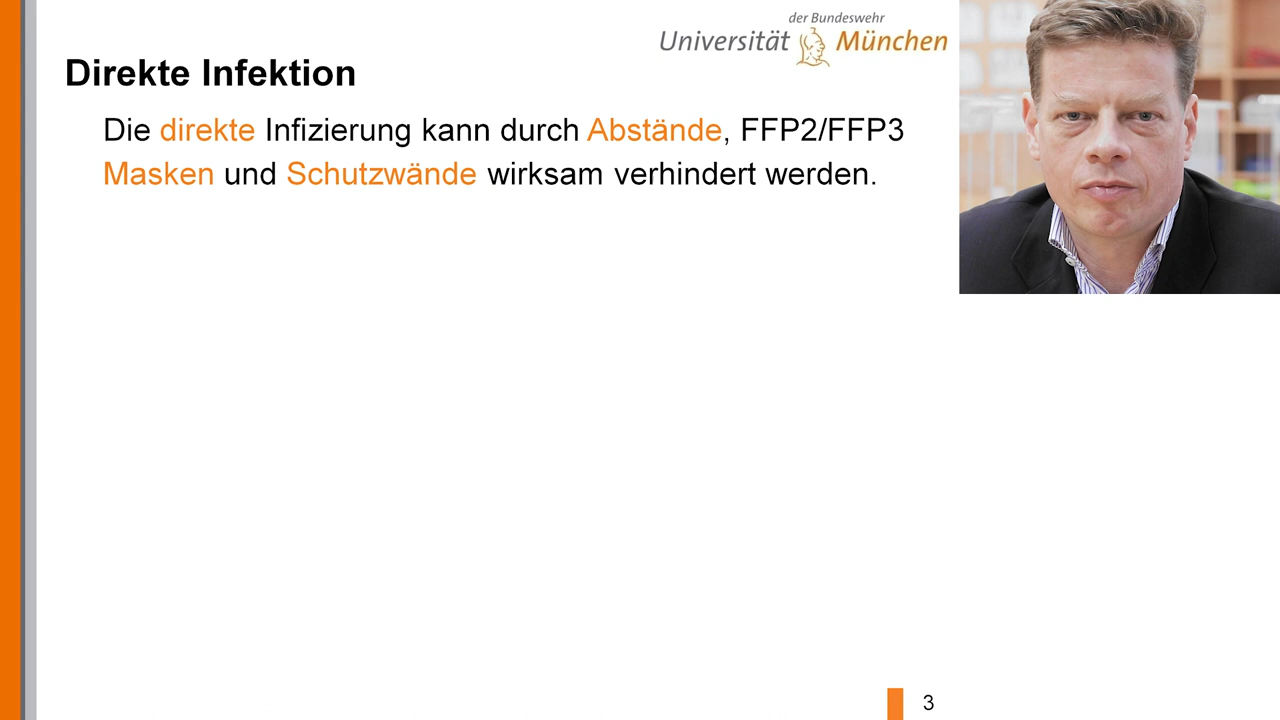 der Bundeswehr
Universität München
Direkte Infektion
Die direkte Infizierung kann durch Abstände, FFP2/FFP3
Masken und Schutzwände wirksam verhindert werden.
3